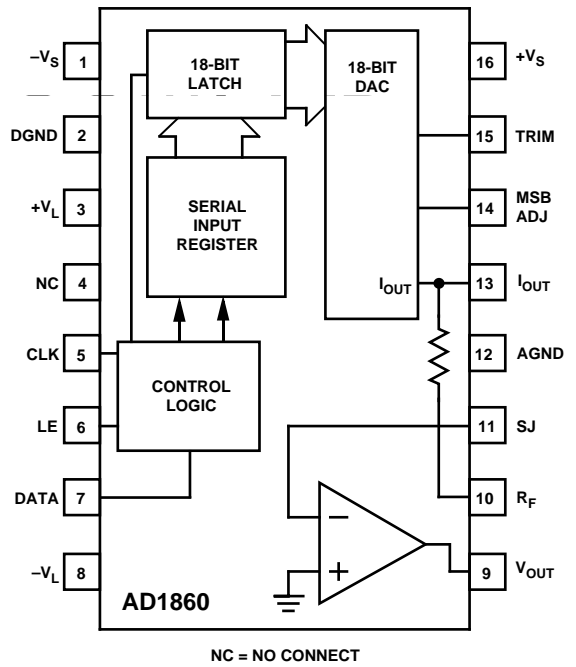 –VS 1
DGND 2
+VL 3
NC 4
CLK 5
LE 6
DATA 7
–VL 8
18-BIT
LATCH
SERIAL
INPUT
REGISTER
CONTROL
LOGIC
18-BIT
DAC
IOUT
–
+
AD1860
16 +VS
15 TRIM
14 MSB
ADJ
13 IOUT
12 AGND
11 SJ
10 RF
9 VOUT
NC = NO CONNECT